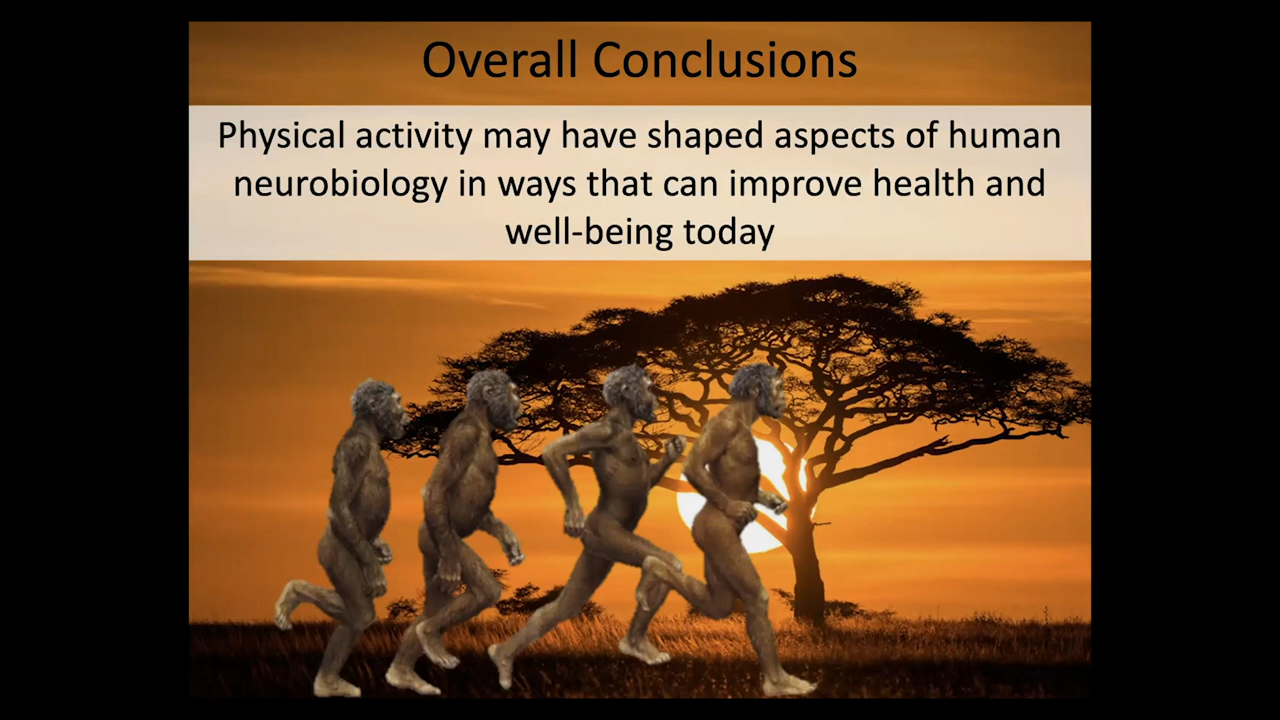 Overall Conclusions
Physical activity may have shaped aspects of human
neurobiology in ways that can improve health and
well-being today